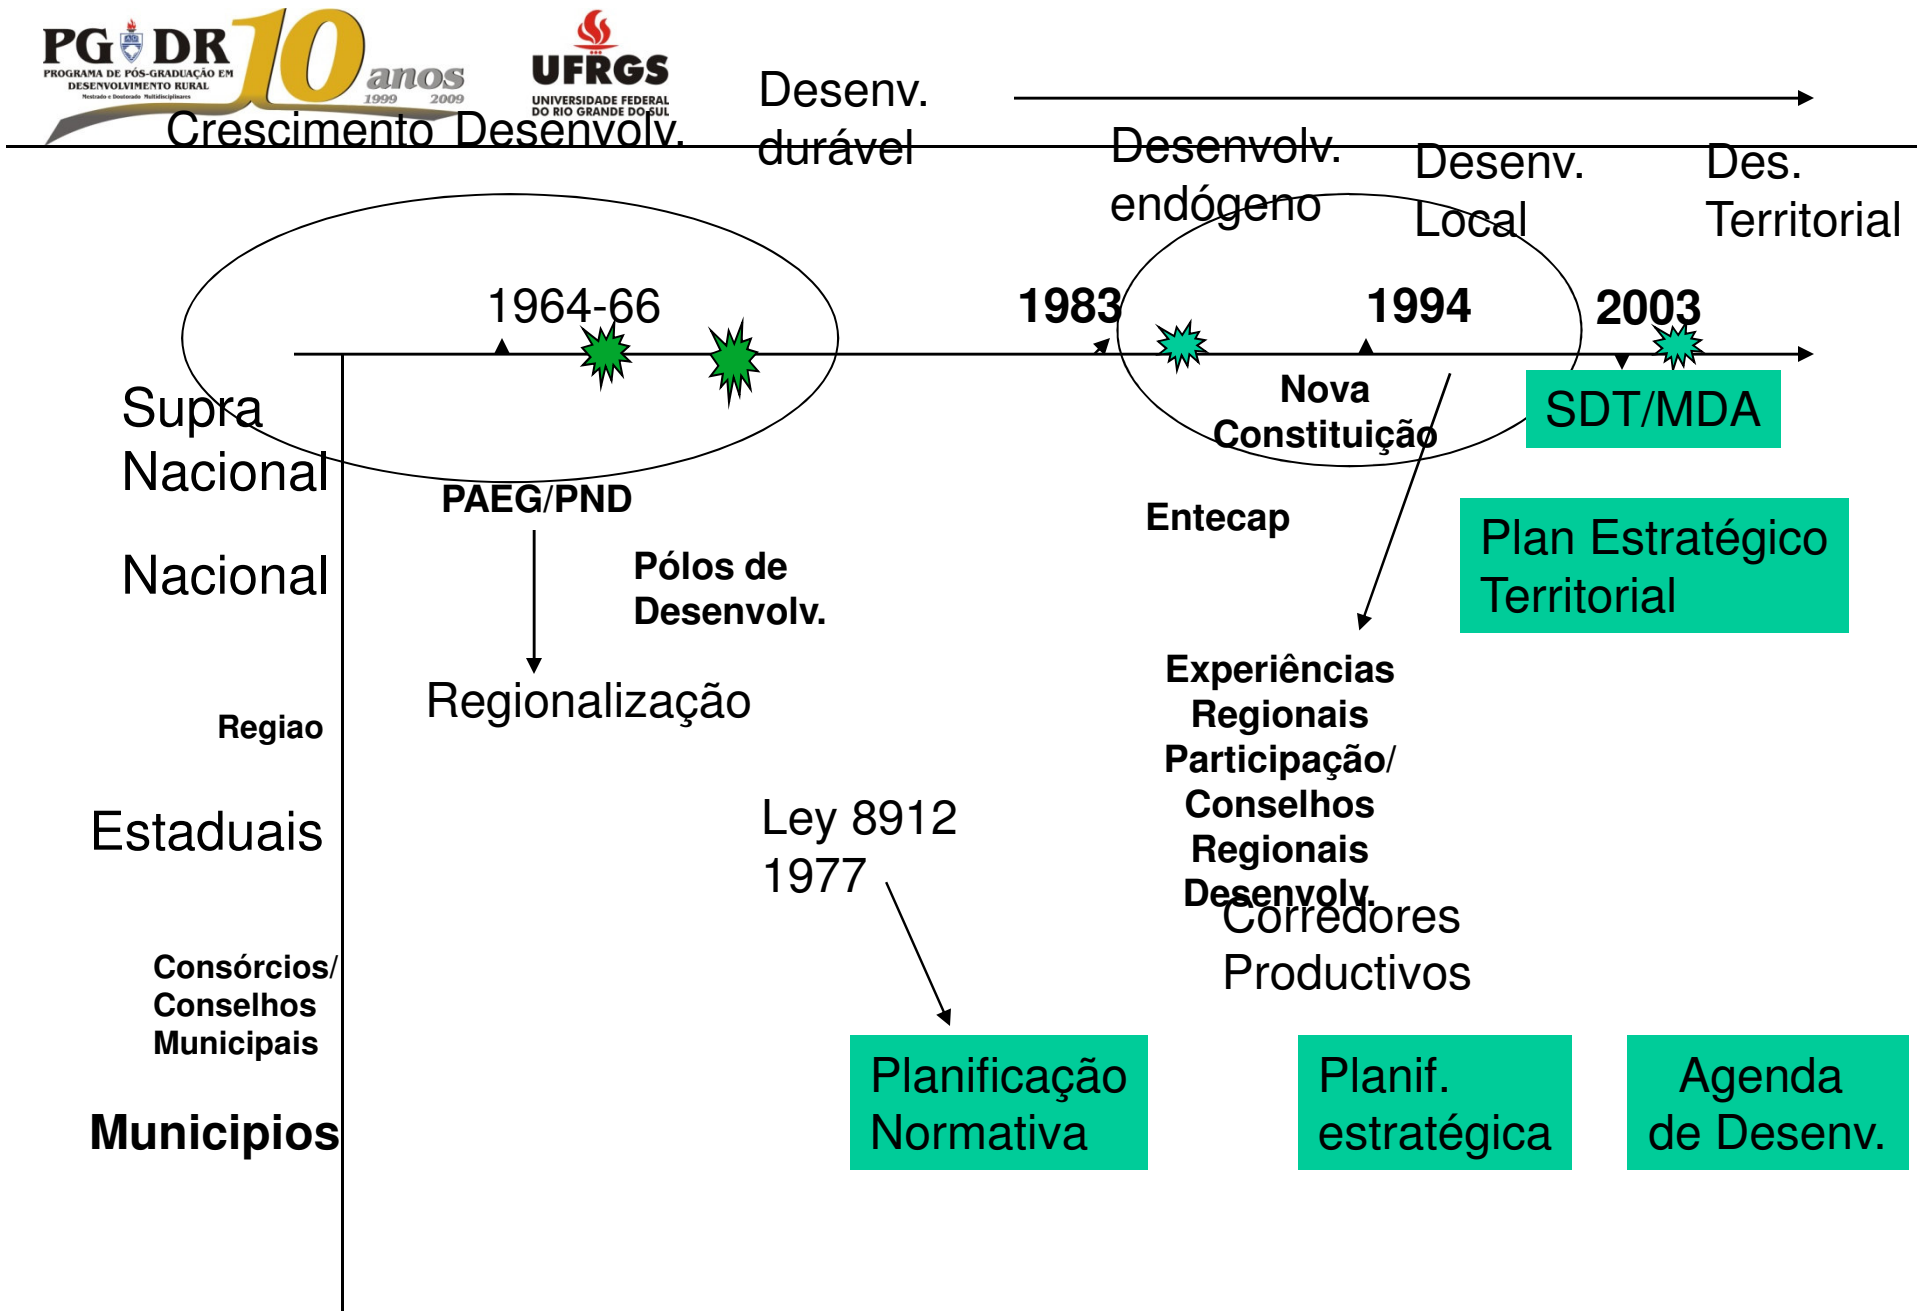 PG DR 10 anos
PROGRAMA DE PÓS-GRADUAÇÃO EM
DESENVOLVIMENTO RURAL
Mestrado e Doutorado Multidisciplinares
1999 2009
UFRGS
UNIVERSIDADE FEDERAL
DO RIO GRANDE DO SUL
Crescimento
Desenvolv.
Desenv.
durável
Desenvolv.
endógeno
Desenv.
Local
Des.
Territorial
1964-66
1983
1994
2003
Supra
Nacional
Nova
Constituição
SDT/MDA
PAEG/PND
Entecap
Plan Estratégico
Territorial
Nacional
Pólos de
Desenvolv.
Regionalização
Regiao
Experiências
Regionais
Participação/
Conselhos
Regionais
Desenvolv.
Estaduais
Ley 8912
1977
Corredores
Productivos
Consórcios/
Conselhos
Municipais
Municipios
Planificação
Normativa
Planif.
estratégica
Agenda
de Desenv.